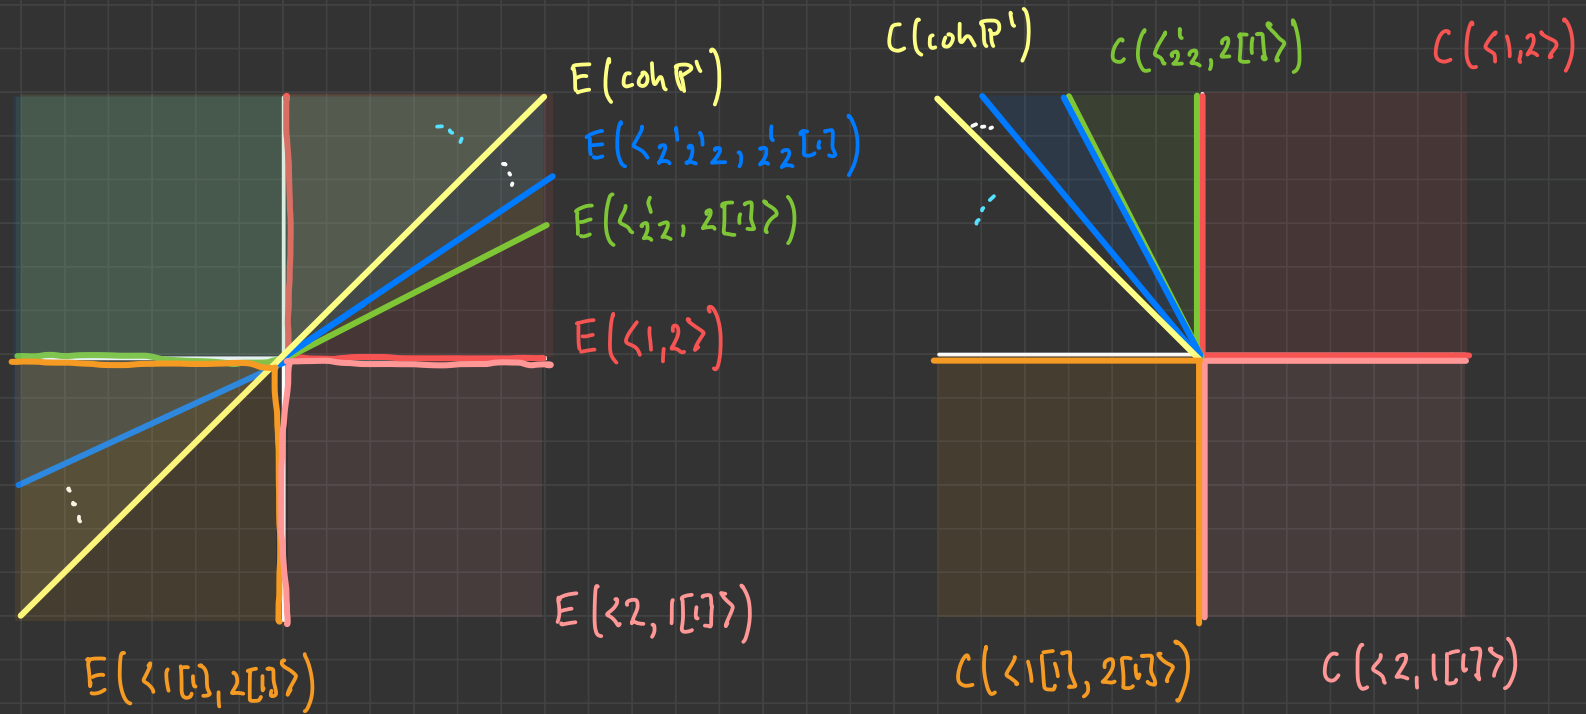 E(coh ℙ¹)
E(⟨2¹2¹2, 2¹2[1])
E(⟨2¹2, 2[1]⟩)
E(⟨1,2⟩)
E(⟨2, 1[1]⟩)
E(⟨1[1], 2[1]⟩)
C(coh ℙ¹)
C(⟨2¹2, 2[1]⟩)
C(⟨1,2⟩)
C(⟨1[1], 2[1]⟩)
C(⟨2, 1[1]⟩)